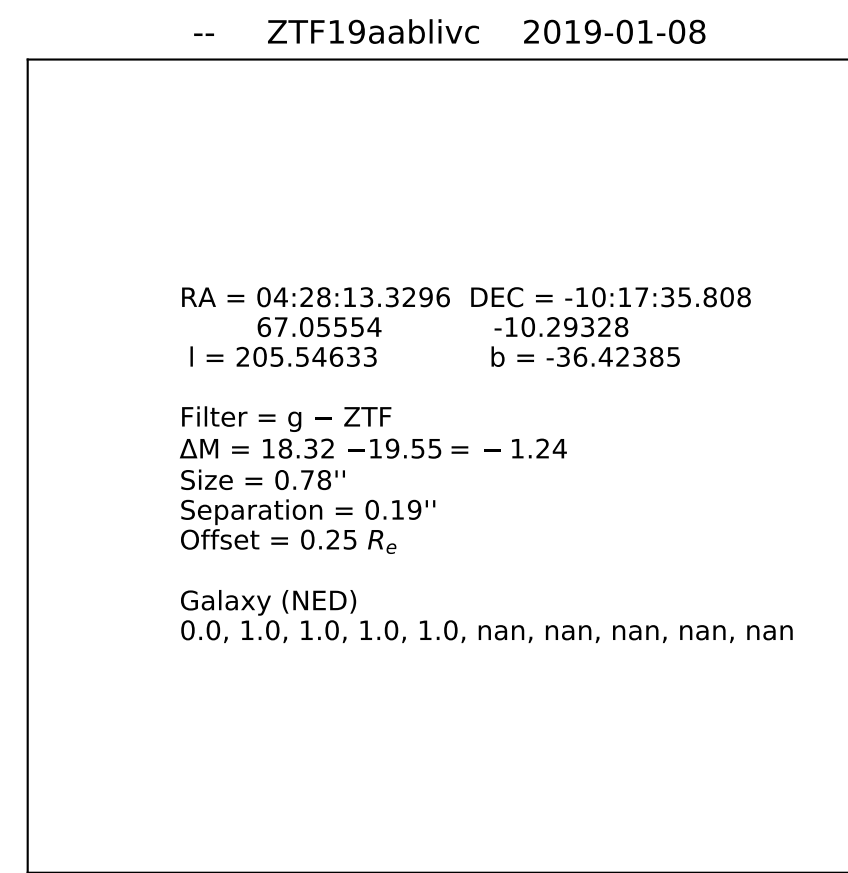 -- ZTF19aablivc 2019-01-08
RA = 04:28:13.3296 DEC = -10:17:35.808
67.05554 -10.29328
l = 205.54633 b = -36.42385
Filter = g − ZTF
ΔM = 18.32 −19.55 = − 1.24
Size = 0.78''
Separation = 0.19''
Offset = 0.25 Re
Galaxy (NED)
0.0, 1.0, 1.0, 1.0, 1.0, nan, nan, nan, nan, nan